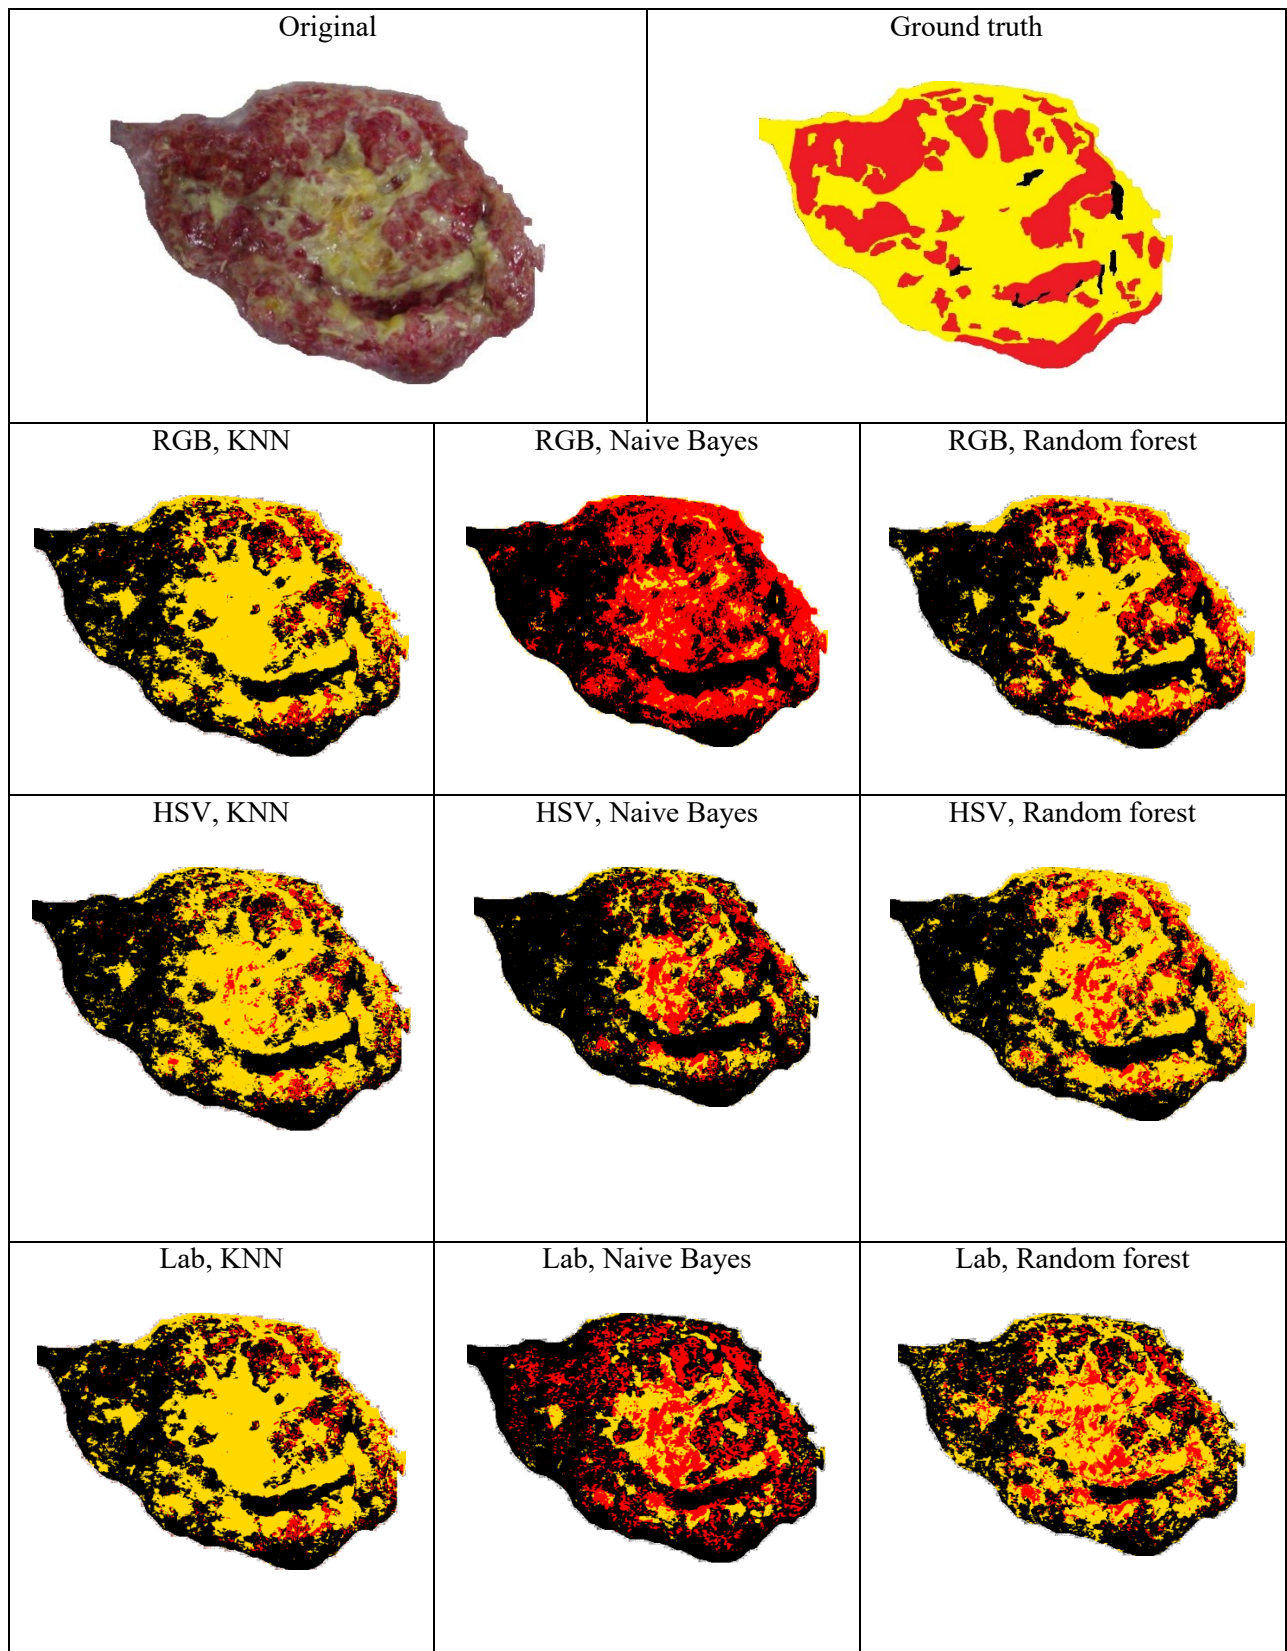 Original
Ground truth
RGB, KNN
RGB, Naive Bayes
RGB, Random forest
HSV, KNN
HSV, Naive Bayes
HSV, Random forest
Lab, KNN
Lab, Naive Bayes
Lab, Random forest